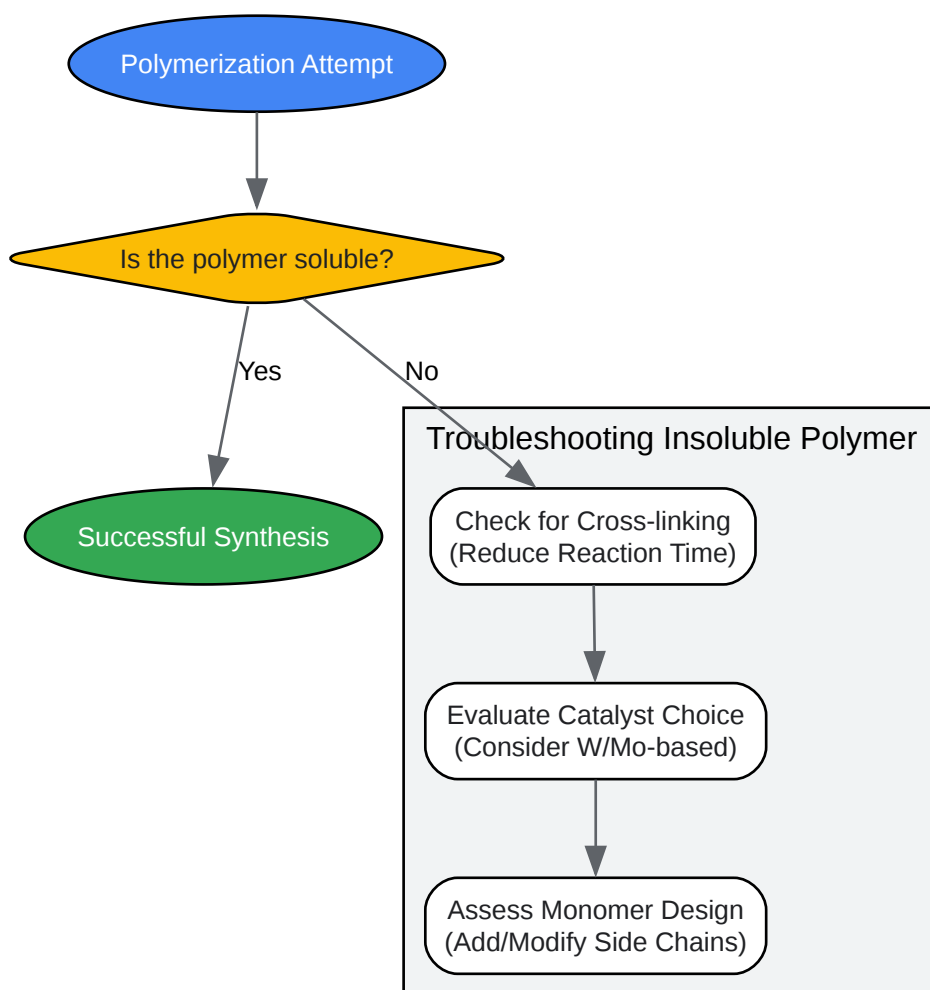 Polymerization Attempt
Is the polymer soluble?
Yes
No
Troubleshooting Insoluble Polymer
Successful Synthesis
Check for Cross-linking
(Reduce Reaction Time)
Evaluate Catalyst Choice
(Consider W/Mo-based)
Assess Monomer Design
(Add/Modify Side Chains)